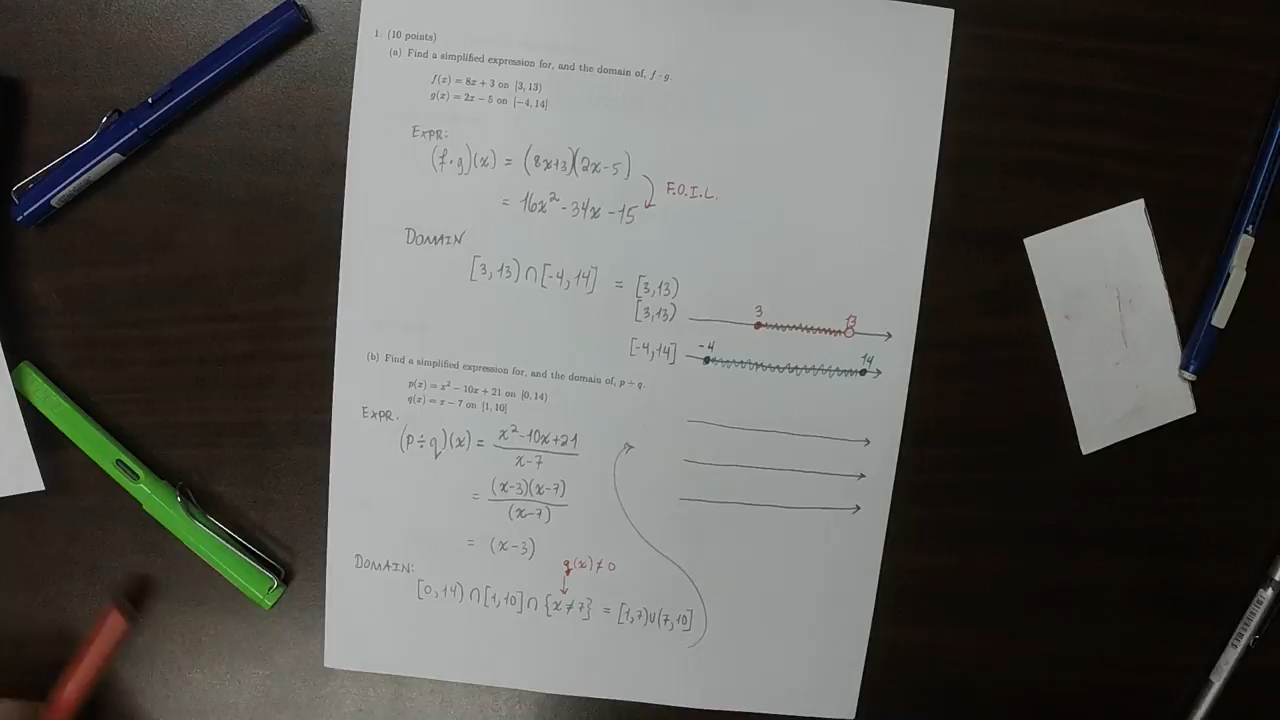 1. (10 points)
(a) Find a simplified expression for, and the domain of, f · g.
f(x) = 8x + 3 on [3, 13)
g(x) = 2x − 5 on [−4, 14]
EXPR:
(f·g)(x) = (8x+3)(2x-5)
F.O.I.L.
= 16x² - 34x - 15
DOMAIN
[3,13) ∩ [-4,14] = [3,13)
[3,13) 3 13
[-4,14] -4 14
(b) Find a simplified expression for, and the domain of, p ÷ q.
p(x) = x² − 10x + 21 on [0, 14)
q(x) = x − 7 on [1, 10]
EXPR.
(p÷q)(x) = x²-10x+21
x-7
= (x-3)(x-7)
(x-7)
= (x-3)
q(x) ≠ 0
DOMAIN:
[0,14) ∩ [1,10] ∩ {x≠7} = [1,7)∪(7,10]